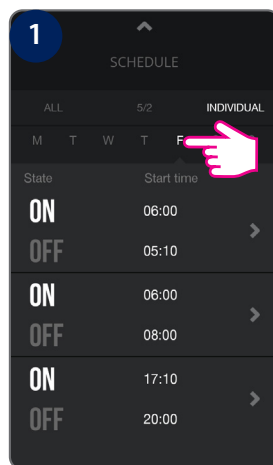 1
SCHEDULE
ALL 5/2 INDIVIDUAL
M T W T F
State Start time
ON 06:00
OFF 05:10
ON 06:00
OFF 08:00
ON 17:10
OFF 20:00